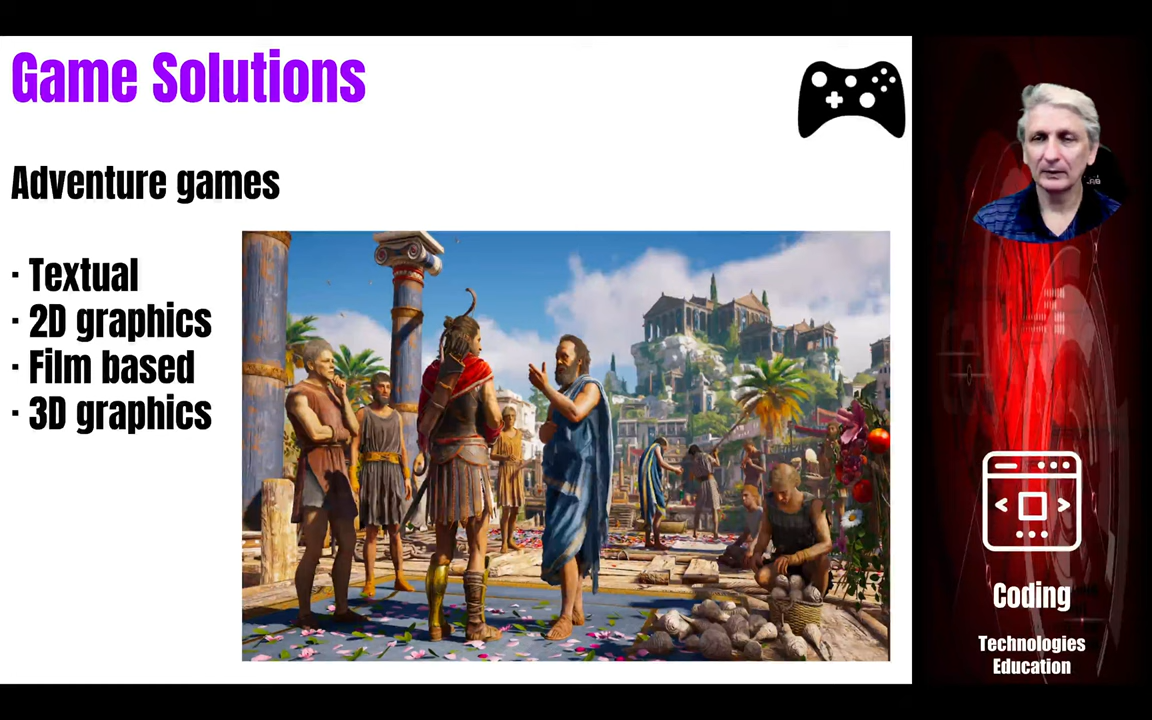 Game Solutions
Adventure games
· Textual
· 2D graphics
· Film based
· 3D graphics
Coding
Technologies
Education